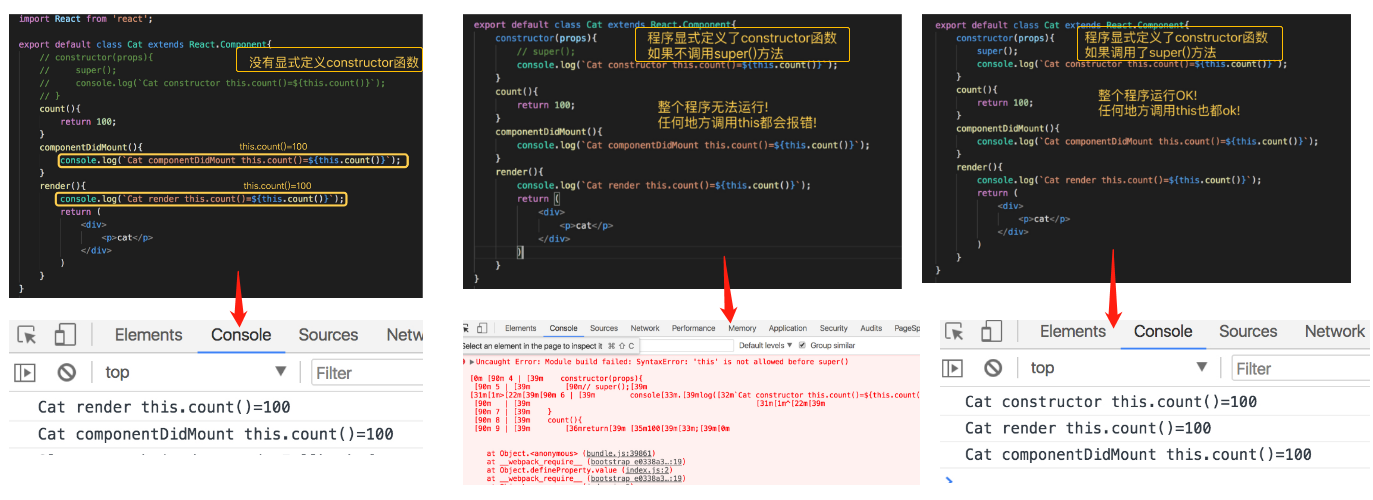 import React from 'react';
export default class Cat extends React.Component{
没有显式定义constructor函数
// constructor(props){
//     super();
//     console.log(`Cat constructor this.count()=${this.count()}`);
// }
count(){
return 100;
}
componentDidMount(){
this.count()=100
console.log(`Cat componentDidMount this.count()=${this.count()}`);
}
render(){
this.count()=100
console.log(`Cat render this.count()=${this.count()}`);
return (
<div>
<p>cat</p>
</div>
)
}
}
Elements Console Sources Netw
top ▼ Filter
Cat render this.count()=100
Cat componentDidMount this.count()=100
export default class Cat extends React.Component{
程序显式定义了constructor函数
如果不调用super()方法
constructor(props){
// super();
console.log(`Cat constructor this.count()=${this.count()}`);
}
count(){
return 100;
}
整个程序无法运行!
任何地方调用this都会报错!
componentDidMount(){
console.log(`Cat componentDidMount this.count()=${this.count()}`);
}
render(){
console.log(`Cat render this.count()=${this.count()}`);
return (
<div>
<p>cat</p>
</div>
)
}
}
Elements Console Sources Network Performance Memory Application Security Audits PageSp
Select an element in the page to inspect it ⌘ ⇧ C Default levels ▼ Group similar
▶Uncaught Error: Module build failed: SyntaxError: 'this' is not allowed before super()
[0m [90m 4 | [39m    constructor(props){
[90m 5 | [39m        [90m// super();[39m
[31m[1m>[22m[39m[90m 6 | [39m        console[33m.[39mlog([32m`Cat constructor this.count()=${this.coun
[90m   | [39m                                            [31m[1m^[22m[39m
[90m 7 | [39m    }
[90m 8 | [39m    count(){
[90m 9 | [39m        [36mreturn[39m [35m100[39m[33m;[39m[0m
at Object.<anonymous> (bundle.js:39861)
at __webpack_require__ (bootstrap e0338a3…:19)
at Object.defineProperty.value (index.js:2)
at __webpack_require__ (bootstrap e0338a3…:19)
export default class Cat extends React.Component{
程序显式定义了constructor函数
如果调用了super()方法
constructor(props){
super();
console.log(`Cat constructor this.count()=${this.count()}`);
}
count(){
return 100;
}
整个程序运行OK!
任何地方调用this也都ok!
componentDidMount(){
console.log(`Cat componentDidMount this.count()=${this.count()}`);
}
render(){
console.log(`Cat render this.count()=${this.count()}`);
return (
<div>
<p>cat</p>
</div>
)
}
}
Elements Console Sources Network
top ▼ Filter
Cat constructor this.count()=100
Cat render this.count()=100
Cat componentDidMount this.count()=100